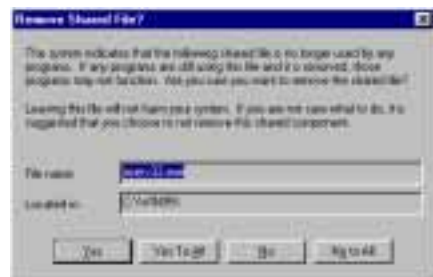 Remove Shared File?
The system indicates that the following shared file is no longer used by any
programs. If any programs are still using this file and it is removed, those
programs may not function. Are you sure you want to remove the shared file?
Leaving this file will not harm your system. If you are not sure what to do, it is
suggested that you choose to not remove this shared component.
File name:
Located in:
Yes
Yes To All
No
No to All